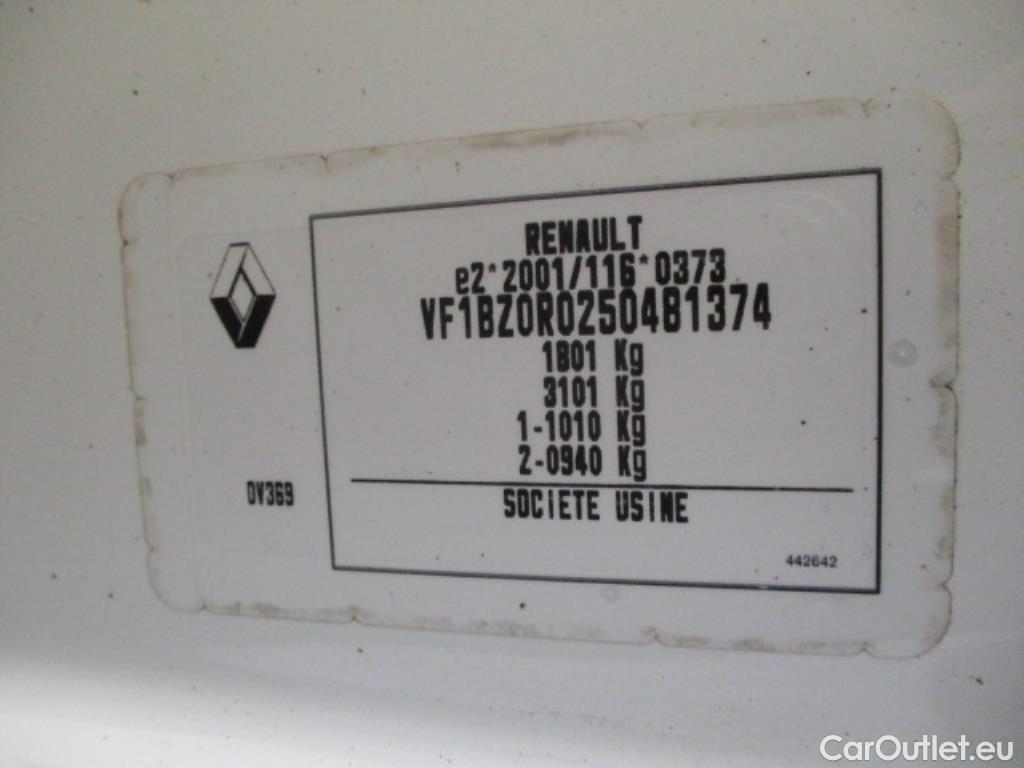 RENAULT
e2*2001/116*0373
VF1BZ0R0250481374
1801 Kg
3101 Kg
1-1010 Kg
2-0940 Kg
0V369
SOCIETE USINE
442642
CarOutlet.eu